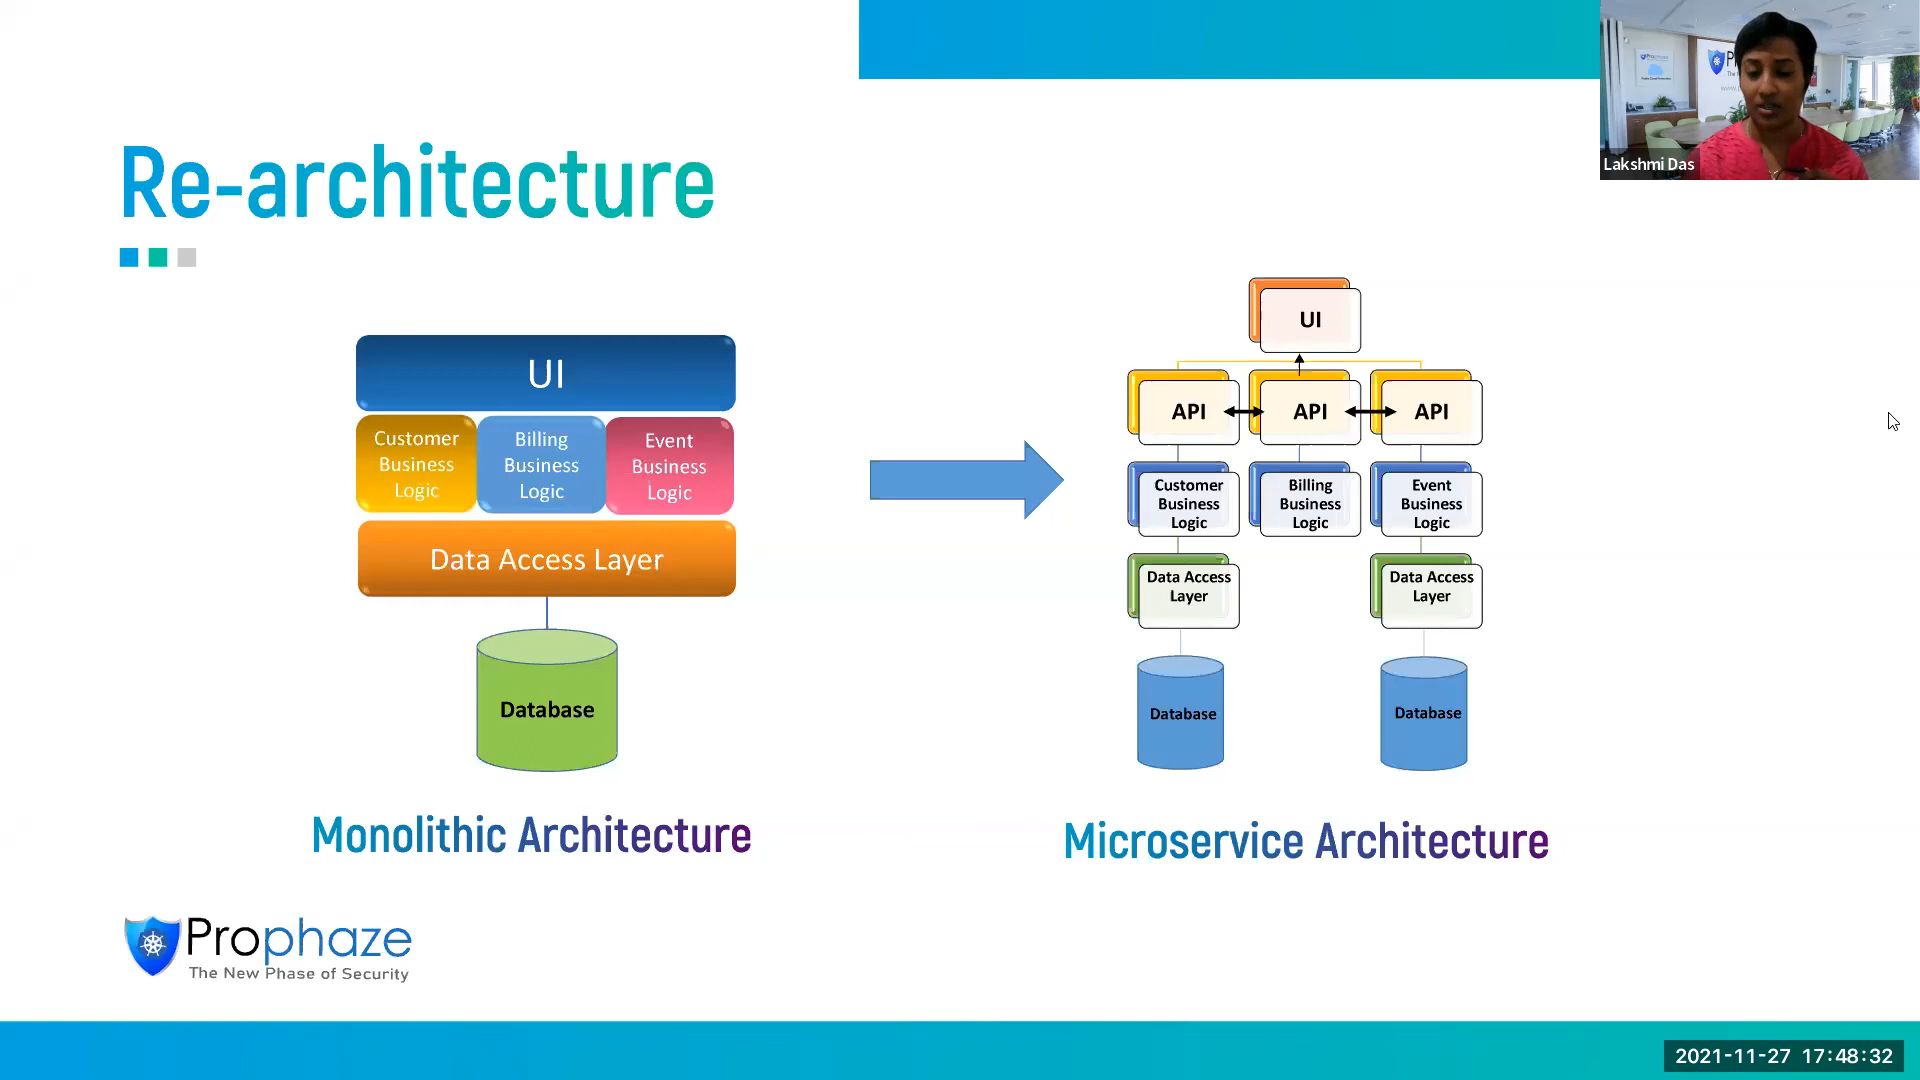 Re-architecture
Lakshmi Das
UI
Customer
Business
Logic
Billing
Business
Logic
Event
Business
Logic
Data Access Layer
Database
Monolithic Architecture
UI
API
API
API
Customer
Business
Logic
Billing
Business
Logic
Event
Business
Logic
Data Access
Layer
Data Access
Layer
Database
Database
Microservice Architecture
Prophaze
The New Phase of Security
2021-11-27 17:48:32